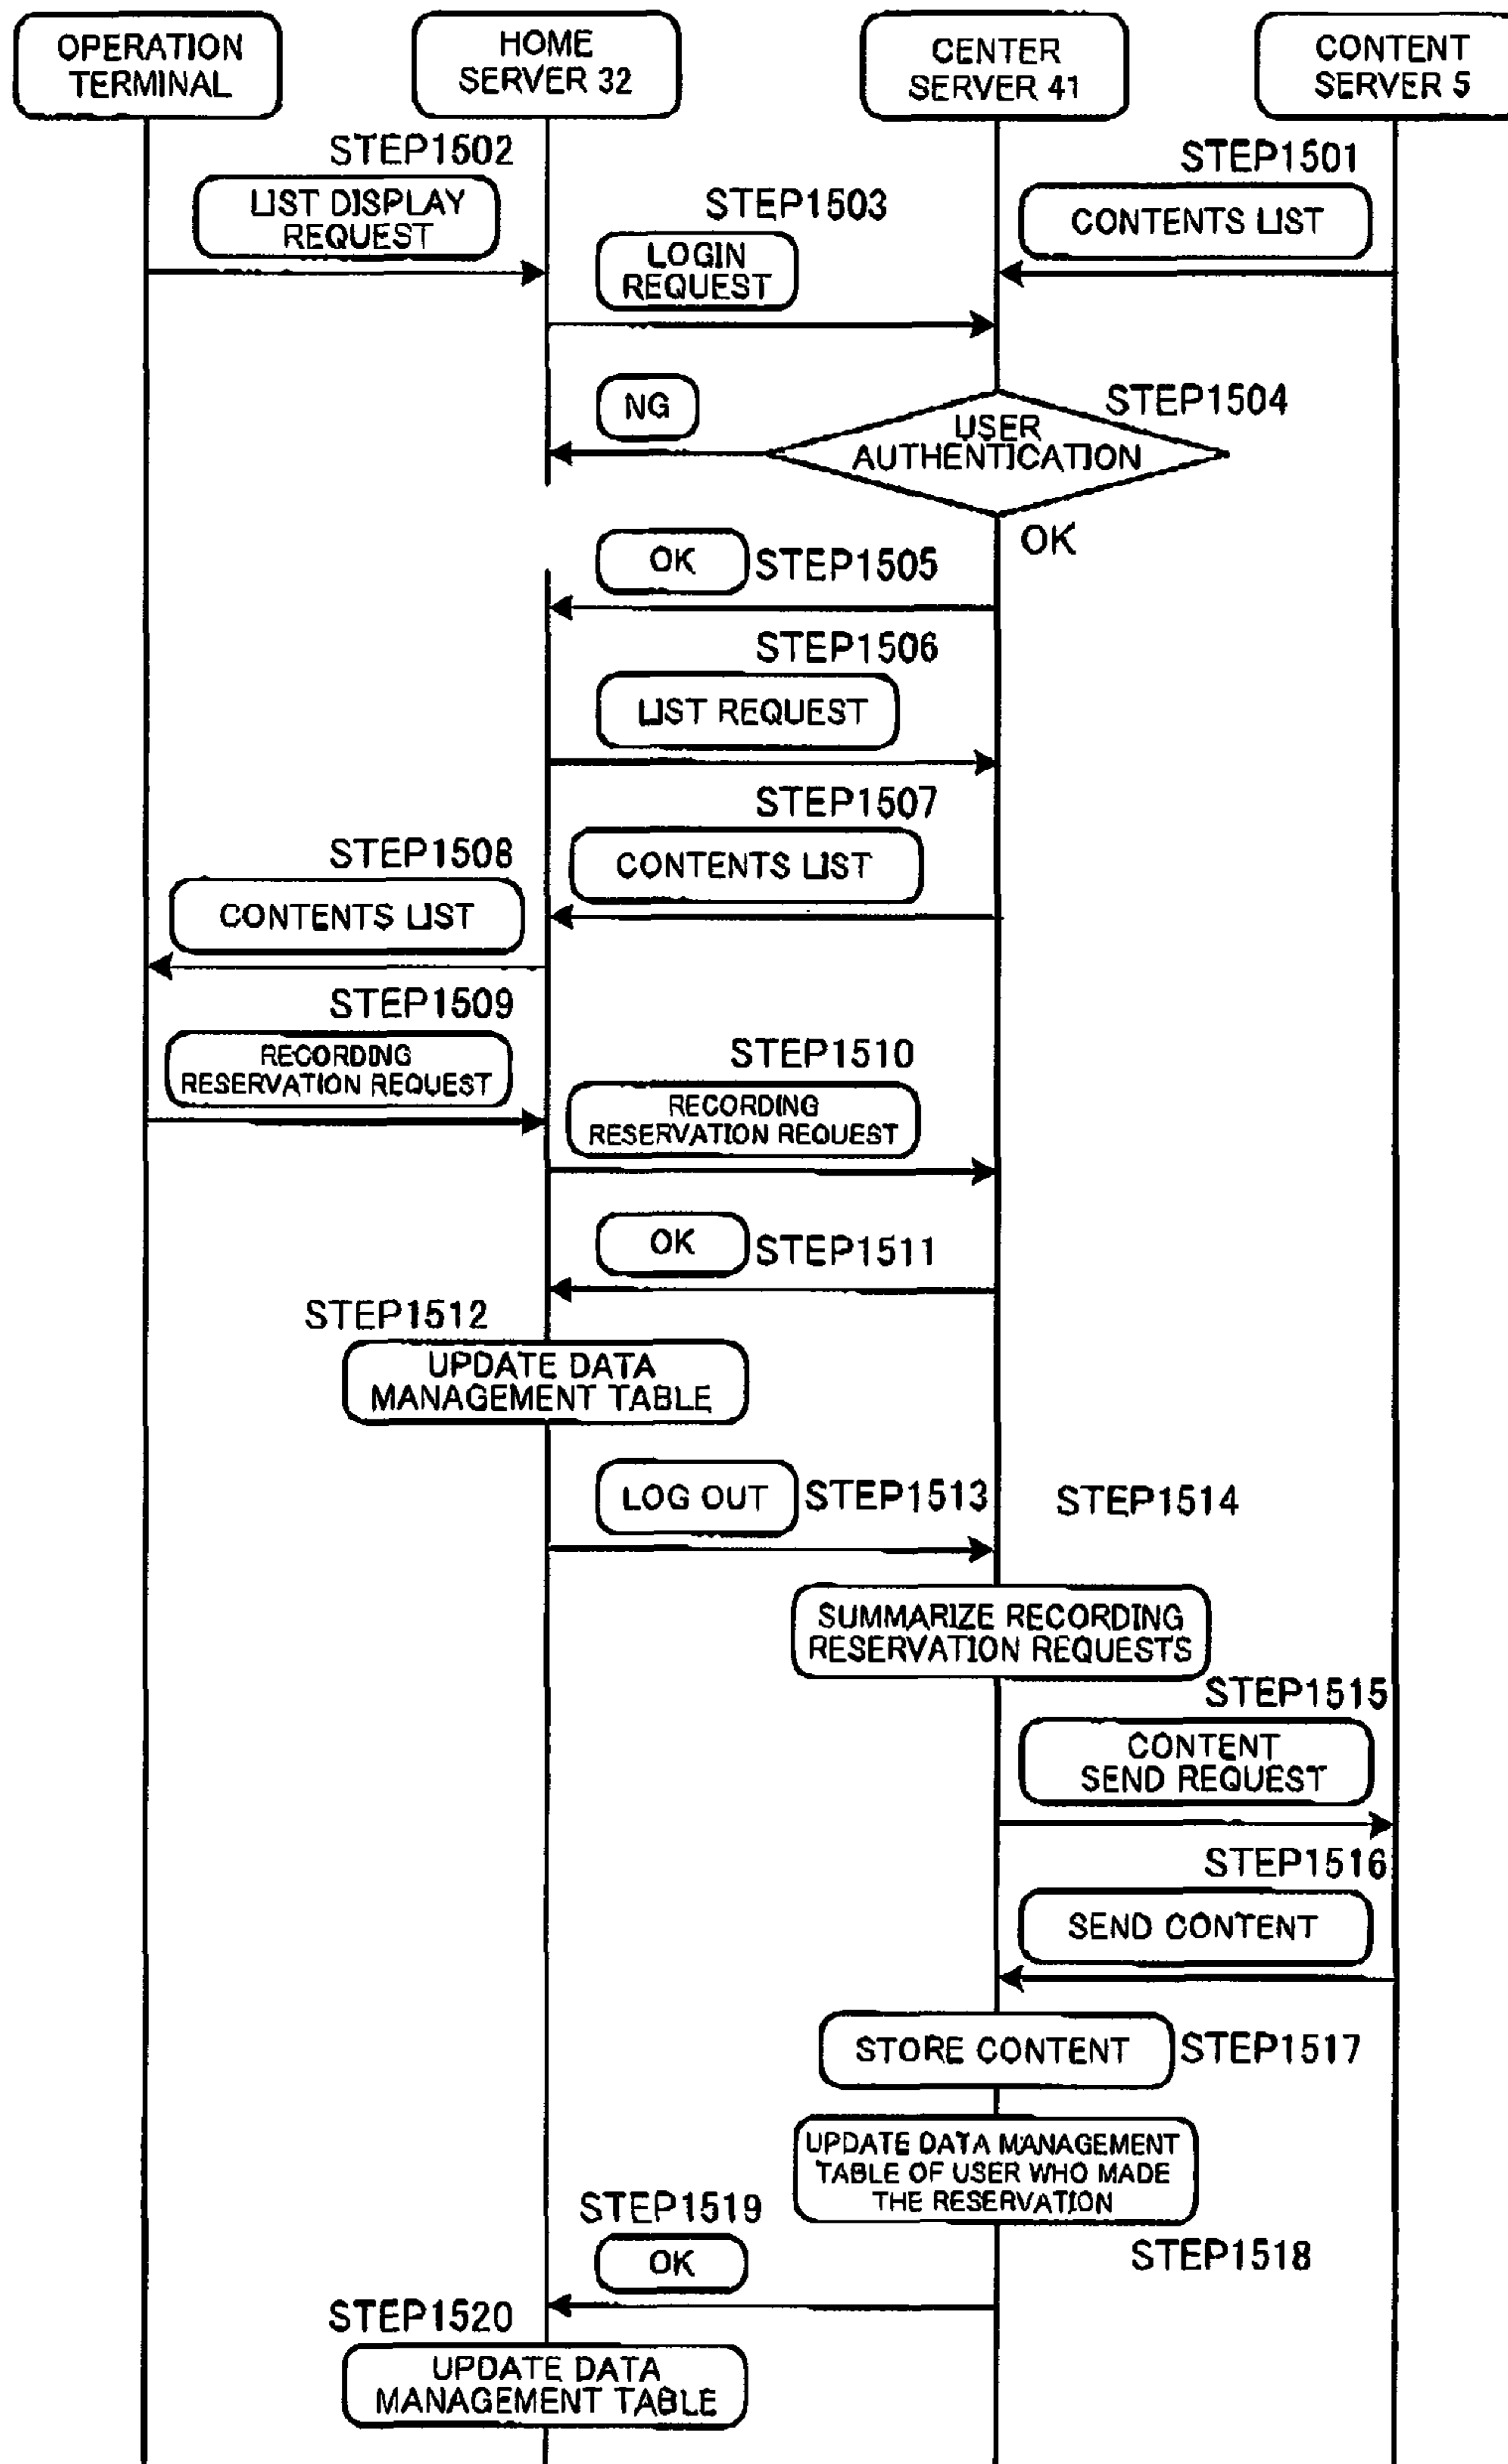 OPERATION
TERMINAL
HOME
SERVER 32
CENTER
SERVER 41
CONTENT
SERVER 5
STEP1502
LIST DISPLAY
REQUEST
STEP1501
CONTENTS LIST
STEP1503
LOGIN
REQUEST
NG
STEP1504
USER
AUTHENTICATION
OK
OK
STEP1505
STEP1506
LIST REQUEST
STEP1507
CONTENTS LIST
STEP1508
CONTENTS LIST
STEP1509
RECORDING
RESERVATION REQUEST
STEP1510
RECORDING
RESERVATION REQUEST
OK
STEP1511
STEP1512
UPDATE DATA
MANAGEMENT TABLE
LOG OUT
STEP1513
STEP1514
SUMMARIZE RECORDING
RESERVATION REQUESTS
STEP1515
CONTENT
SEND REQUEST
STEP1516
SEND CONTENT
STORE CONTENT
STEP1517
UPDATE DATA MANAGEMENT
TABLE OF USER WHO MADE
THE RESERVATION
STEP1518
STEP1519
OK
STEP1520
UPDATE DATA
MANAGEMENT TABLE